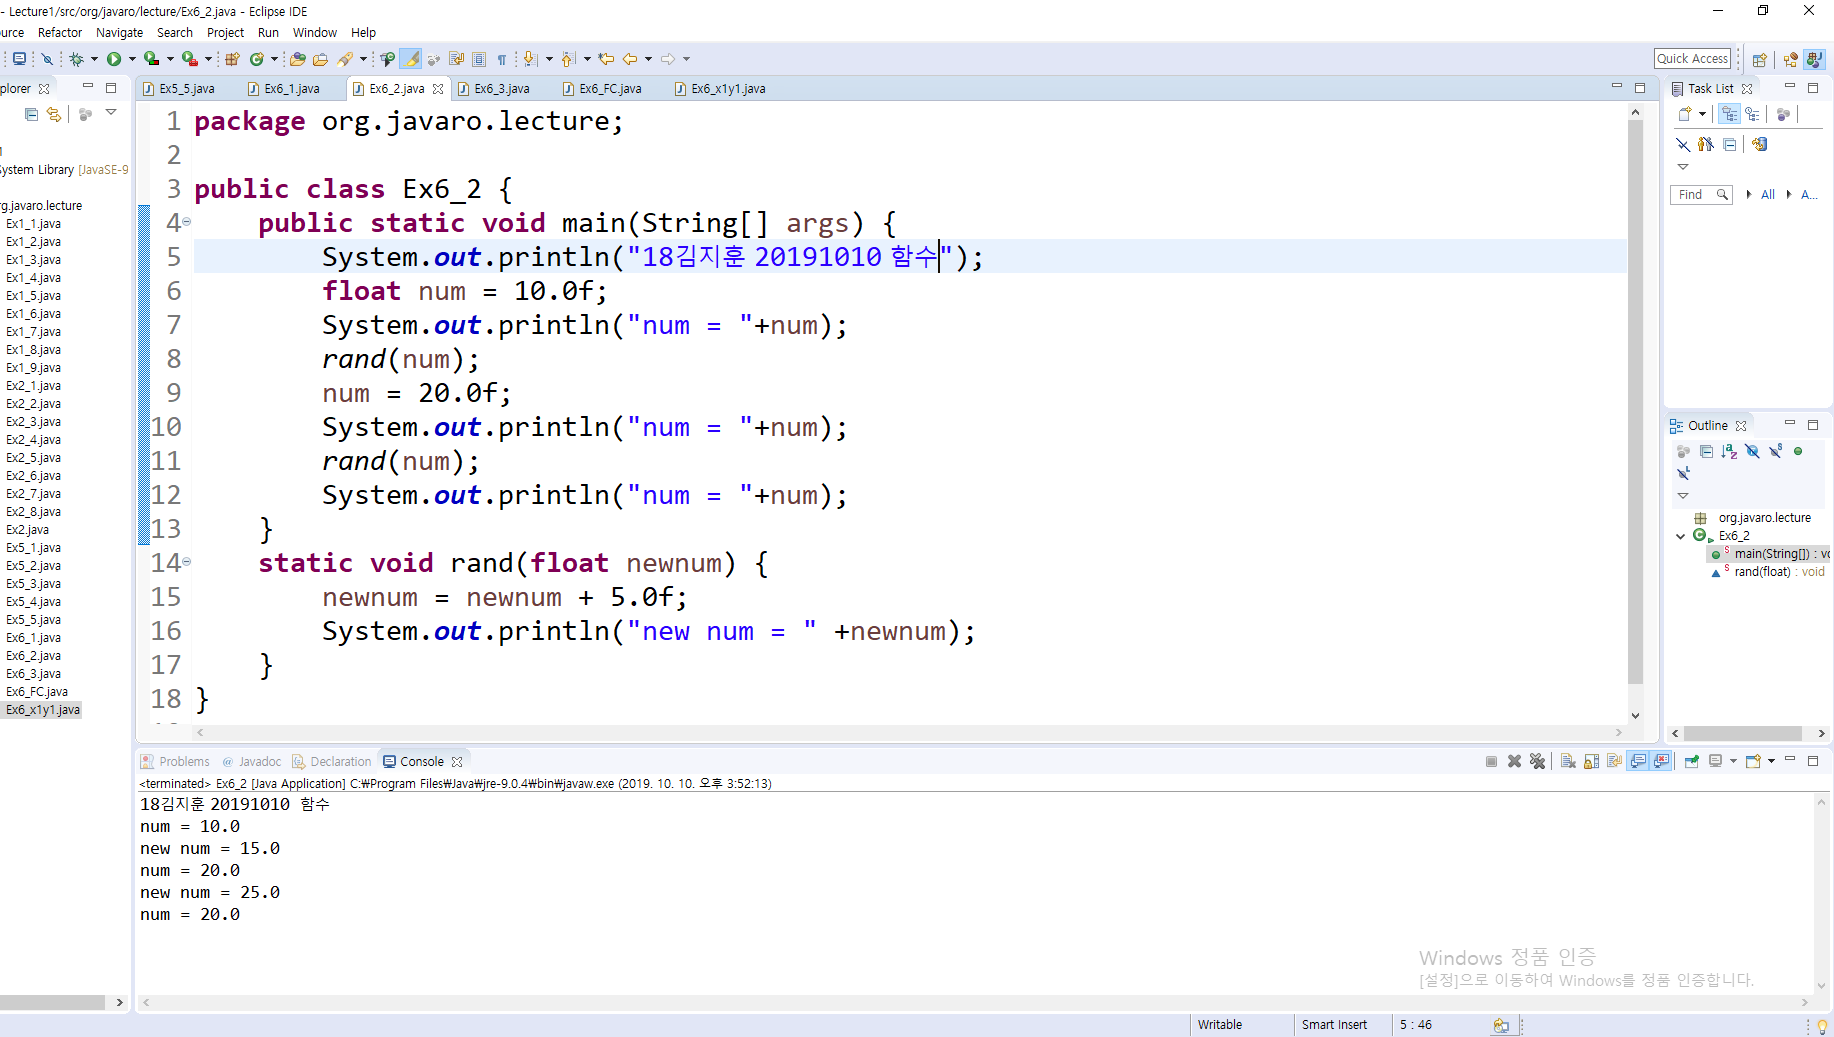 - Lecture1/src/org/javaro/lecture/Ex6_2.java - Eclipse IDE
ource Refactor Navigate Search Project Run Window Help
Quick Access
plorer
Ex5_5.java Ex6_1.java Ex6_2.java Ex6_3.java Ex6_FC.java Ex6_x1y1.java
System Library [JavaSE-9
rg.javaro.lecture
Ex1_1.java
Ex1_2.java
Ex1_3.java
Ex1_4.java
Ex1_5.java
Ex1_6.java
Ex1_7.java
Ex1_8.java
Ex1_9.java
Ex2_1.java
Ex2_2.java
Ex2_3.java
Ex2_4.java
Ex2_5.java
Ex2_6.java
Ex2_7.java
Ex2_8.java
Ex2.java
Ex5_1.java
Ex5_2.java
Ex5_3.java
Ex5_4.java
Ex5_5.java
Ex6_1.java
Ex6_2.java
Ex6_3.java
Ex6_FC.java
Ex6_x1y1.java
1 package org.javaro.lecture;
2
3 public class Ex6_2 {
4 public static void main(String[] args) {
5 System.out.println("18김지훈 20191010 함수");
6 float num = 10.0f;
7 System.out.println("num = "+num);
8 rand(num);
9 num = 20.0f;
10 System.out.println("num = "+num);
11 rand(num);
12 System.out.println("num = "+num);
13 }
14 static void rand(float newnum) {
15 newnum = newnum + 5.0f;
16 System.out.println("new num = " +newnum);
17 }
18 }
Task List
Find All A...
Outline
org.javaro.lecture
Ex6_2
main(String[]) : vo
rand(float) : void
Problems Javadoc Declaration Console
<terminated> Ex6_2 [Java Application] C:₩Program Files₩Java₩jre-9.0.4₩bin₩javaw.exe (2019. 10. 10. 오후 3:52:13)
18김지훈 20191010 함수
num = 10.0
new num = 15.0
num = 20.0
new num = 25.0
num = 20.0
Windows 정품 인증
[설정]으로 이동하여 Windows를 정품 인증합니다.
Writable Smart Insert 5 : 46